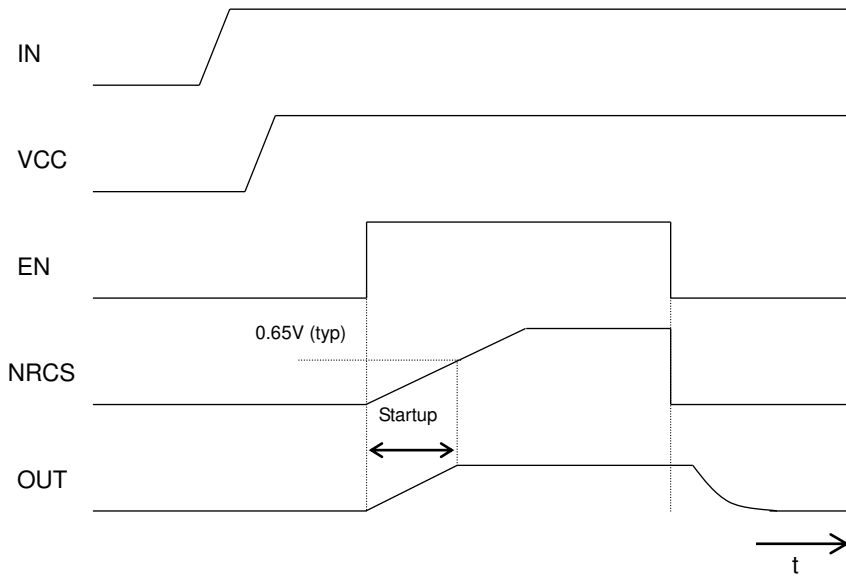 IN
VCC
EN
0.65V (typ)
NRCS
Startup
OUT
t